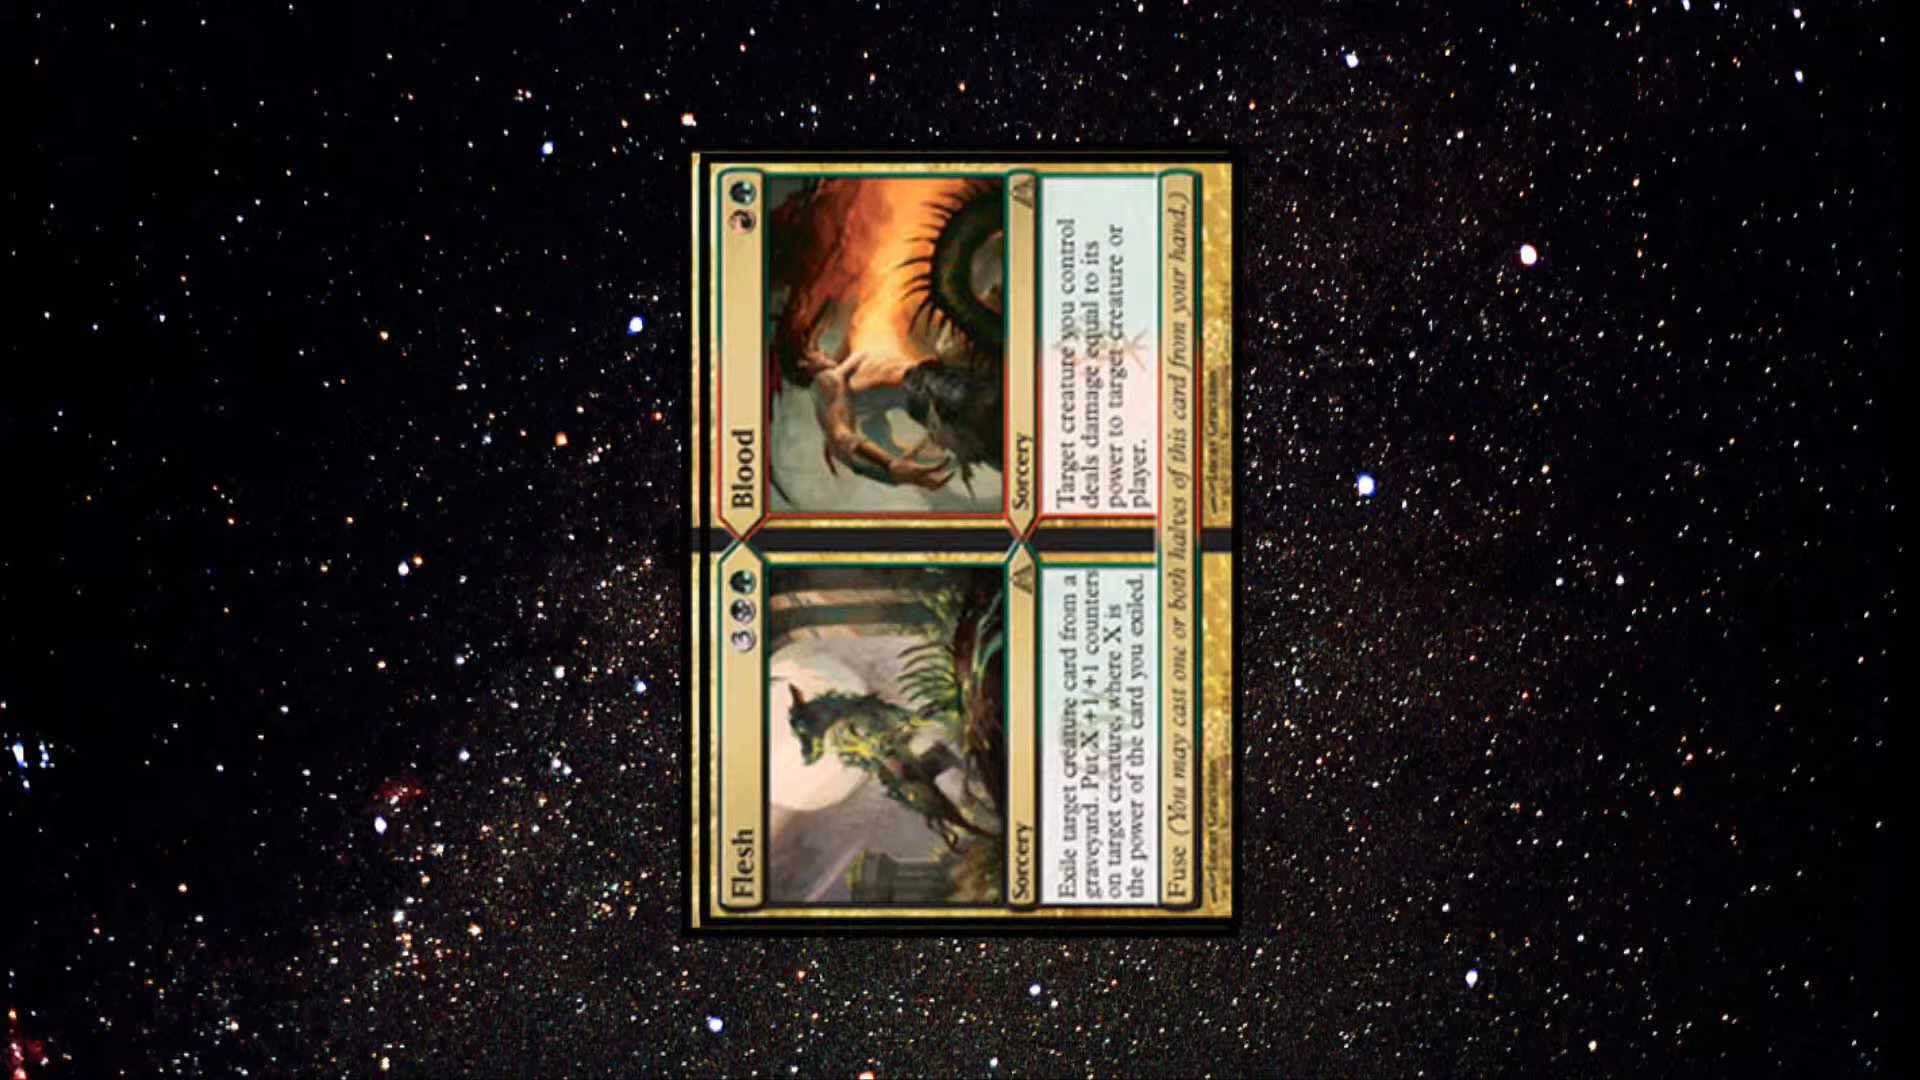 Flesh 3
Sorcery
Exile target creature card from a
graveyard. Put X +1/+1 counters
on target creature, where X is
the power of the card you exiled.
Blood
Sorcery
Target creature you control
deals damage equal to its
power to target creature or
player.
Fuse (You may cast one or both halves of this card from your hand.)